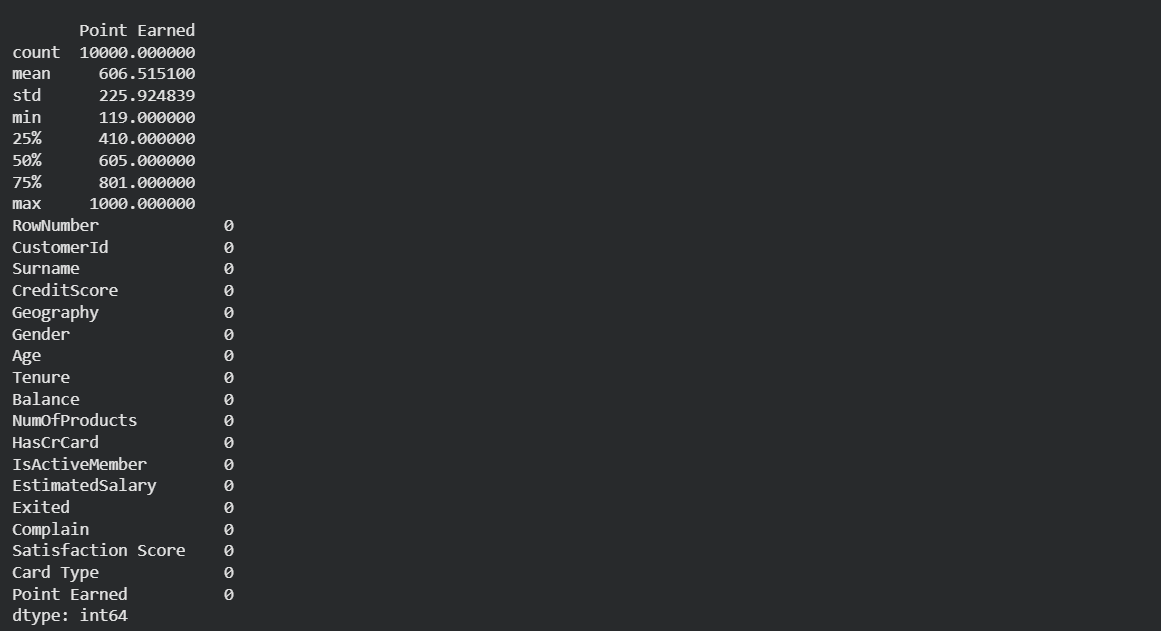 Point Earned
count 10000.000000
mean 606.515100
std 225.924839
min 119.000000
25% 410.000000
50% 605.000000
75% 801.000000
max 1000.000000
RowNumber 0
CustomerId 0
Surname 0
CreditScore 0
Geography 0
Gender 0
Age 0
Tenure 0
Balance 0
NumOfProducts 0
HasCrCard 0
IsActiveMember 0
EstimatedSalary 0
Exited 0
Complain 0
Satisfaction Score 0
Card Type 0
Point Earned 0
dtype: int64